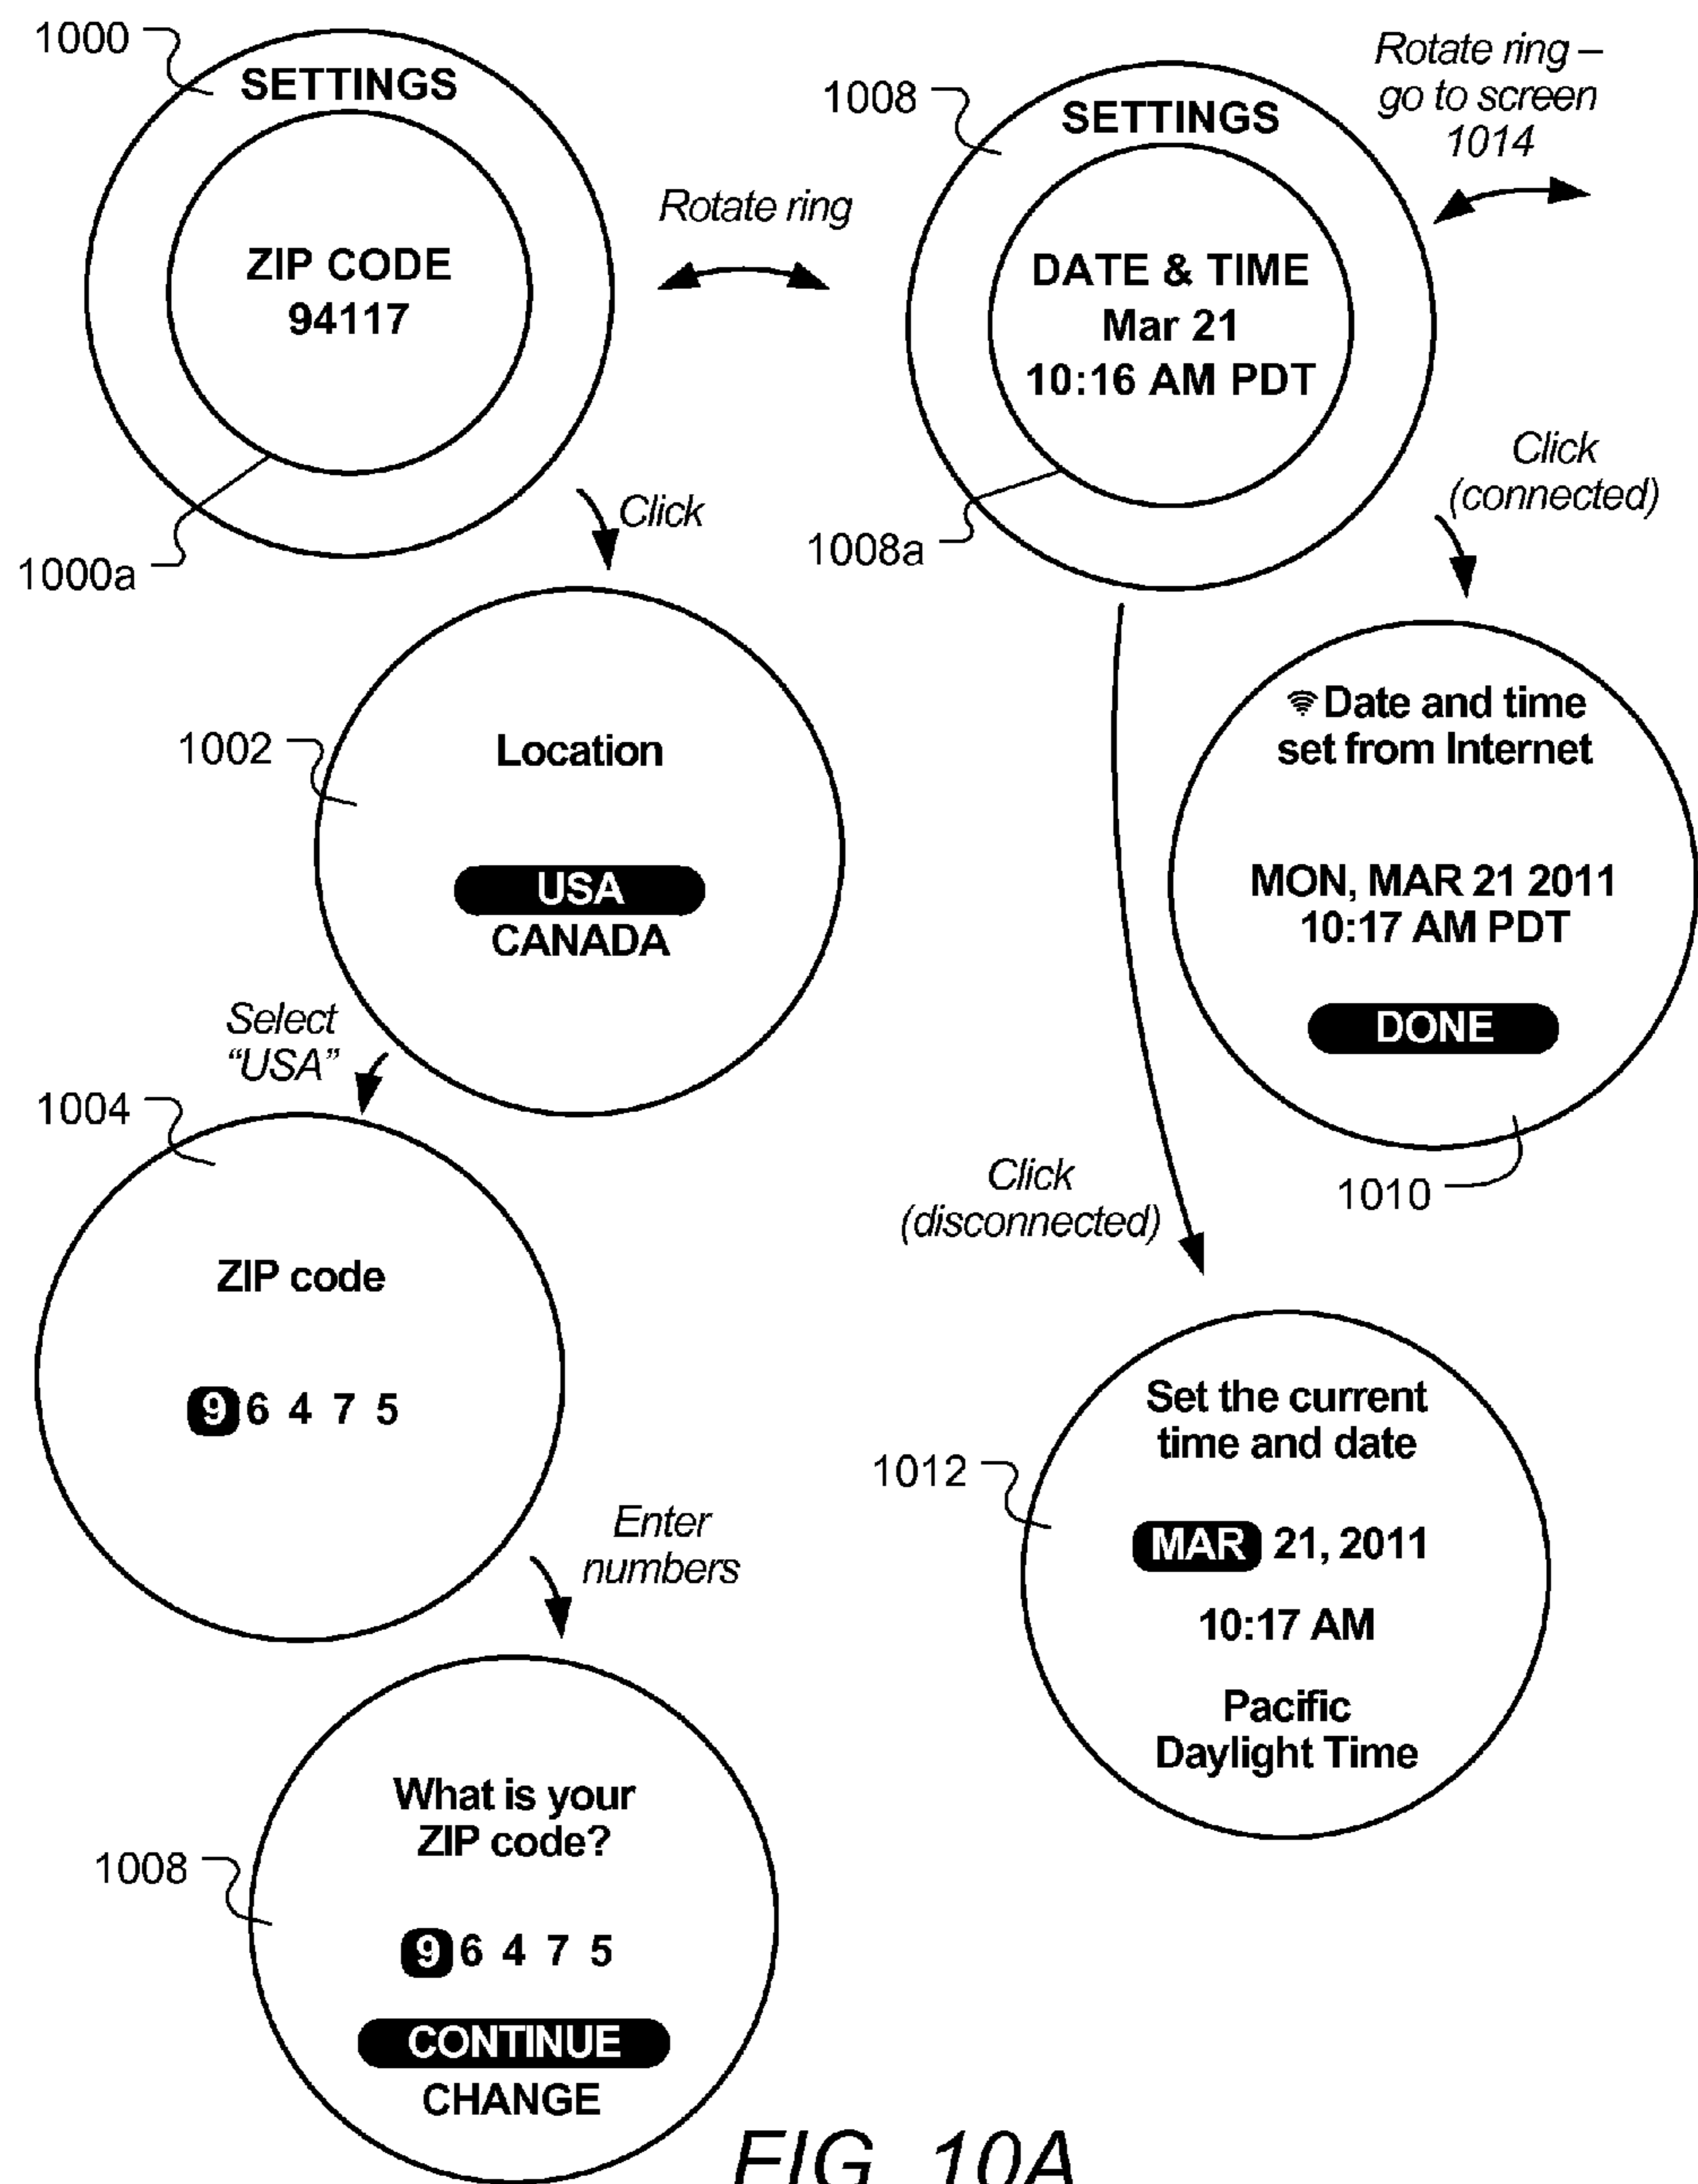 1000
SETTINGS
ZIP CODE
94117
1000a
Rotate ring
1008
SETTINGS
DATE & TIME
Mar 21
10:16 AM PDT
1008a
Rotate ring –
go to screen
1014
Click
Click
(connected)
1002
Location
USA
CANADA
Date and time
set from Internet
MON, MAR 21 2011
10:17 AM PDT
DONE
1010
Select
“USA”
1004
ZIP code
9 6 4 7 5
Click
(disconnected)
Enter
numbers
1012
Set the current
time and date
MAR 21, 2011
10:17 AM
Pacific
Daylight Time
1008
What is your
ZIP code?
9 6 4 7 5
CONTINUE
CHANGE
FIG. 10A